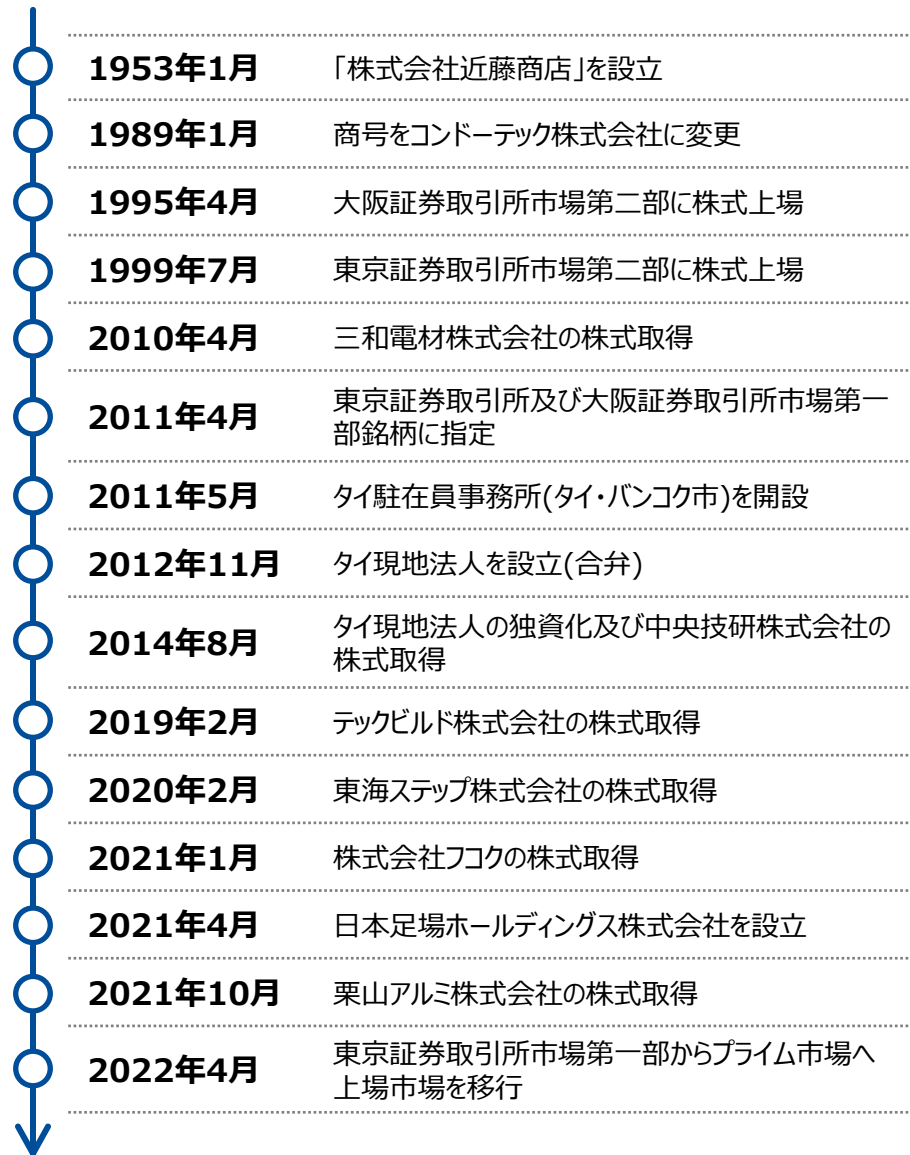 1953年1月 「株式会社近藤商店」を設立
1989年1月 商号をコンドーテック株式会社に変更
1995年4月 大阪証券取引所市場第二部に株式上場
1999年7月 東京証券取引所市場第二部に株式上場
2010年4月 三和電材株式会社の株式取得
2011年4月 東京証券取引所及び大阪証券取引所市場第一
部銘柄に指定
2011年5月 タイ駐在員事務所(タイ・バンコク市)を開設
2012年11月 タイ現地法人を設立(合弁)
2014年8月 タイ現地法人の独資化及び中央技研株式会社の
株式取得
2019年2月 テックビルド株式会社の株式取得
2020年2月 東海ステップ株式会社の株式取得
2021年1月 株式会社フコクの株式取得
2021年4月 日本足場ホールディングス株式会社を設立
2021年10月 栗山アルミ株式会社の株式取得
2022年4月 東京証券取引所市場第一部からプライム市場へ
上場市場を移行